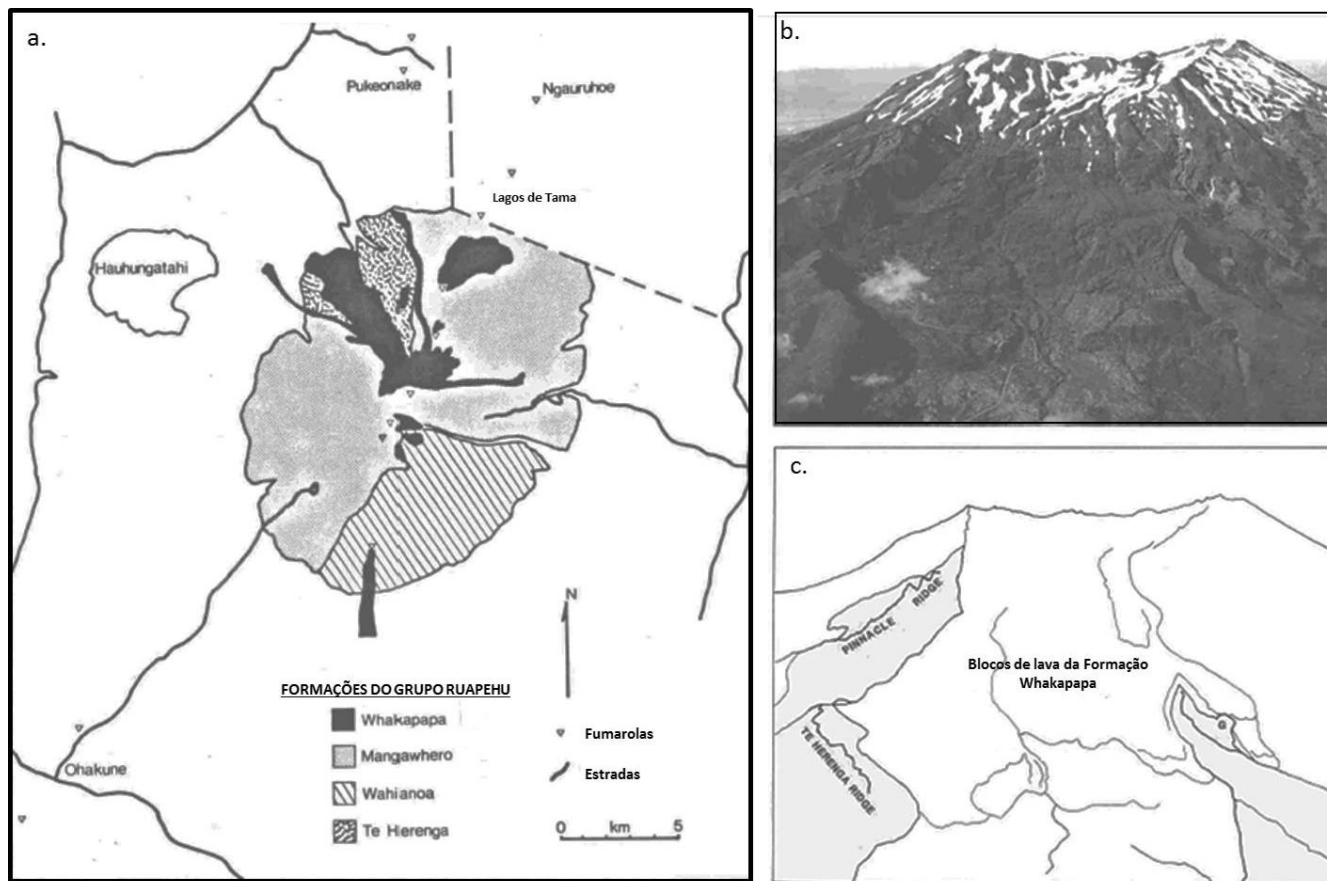 a.
Pukeonake
Ngauruhoe
Lagos de Tama
Hauhungatahi
N
FORMAÇÕES DO GRUPO RUAPEHU
Whakapapa
Mangawhero
Wahianoa
Te Hierenga
Fumarolas
Estradas
0 km 5
Ohakune
b.
c.
PINNACLE RIDGE
TE HERENGA RIDGE
Blocos de lava da Formação
Whakapapa
G